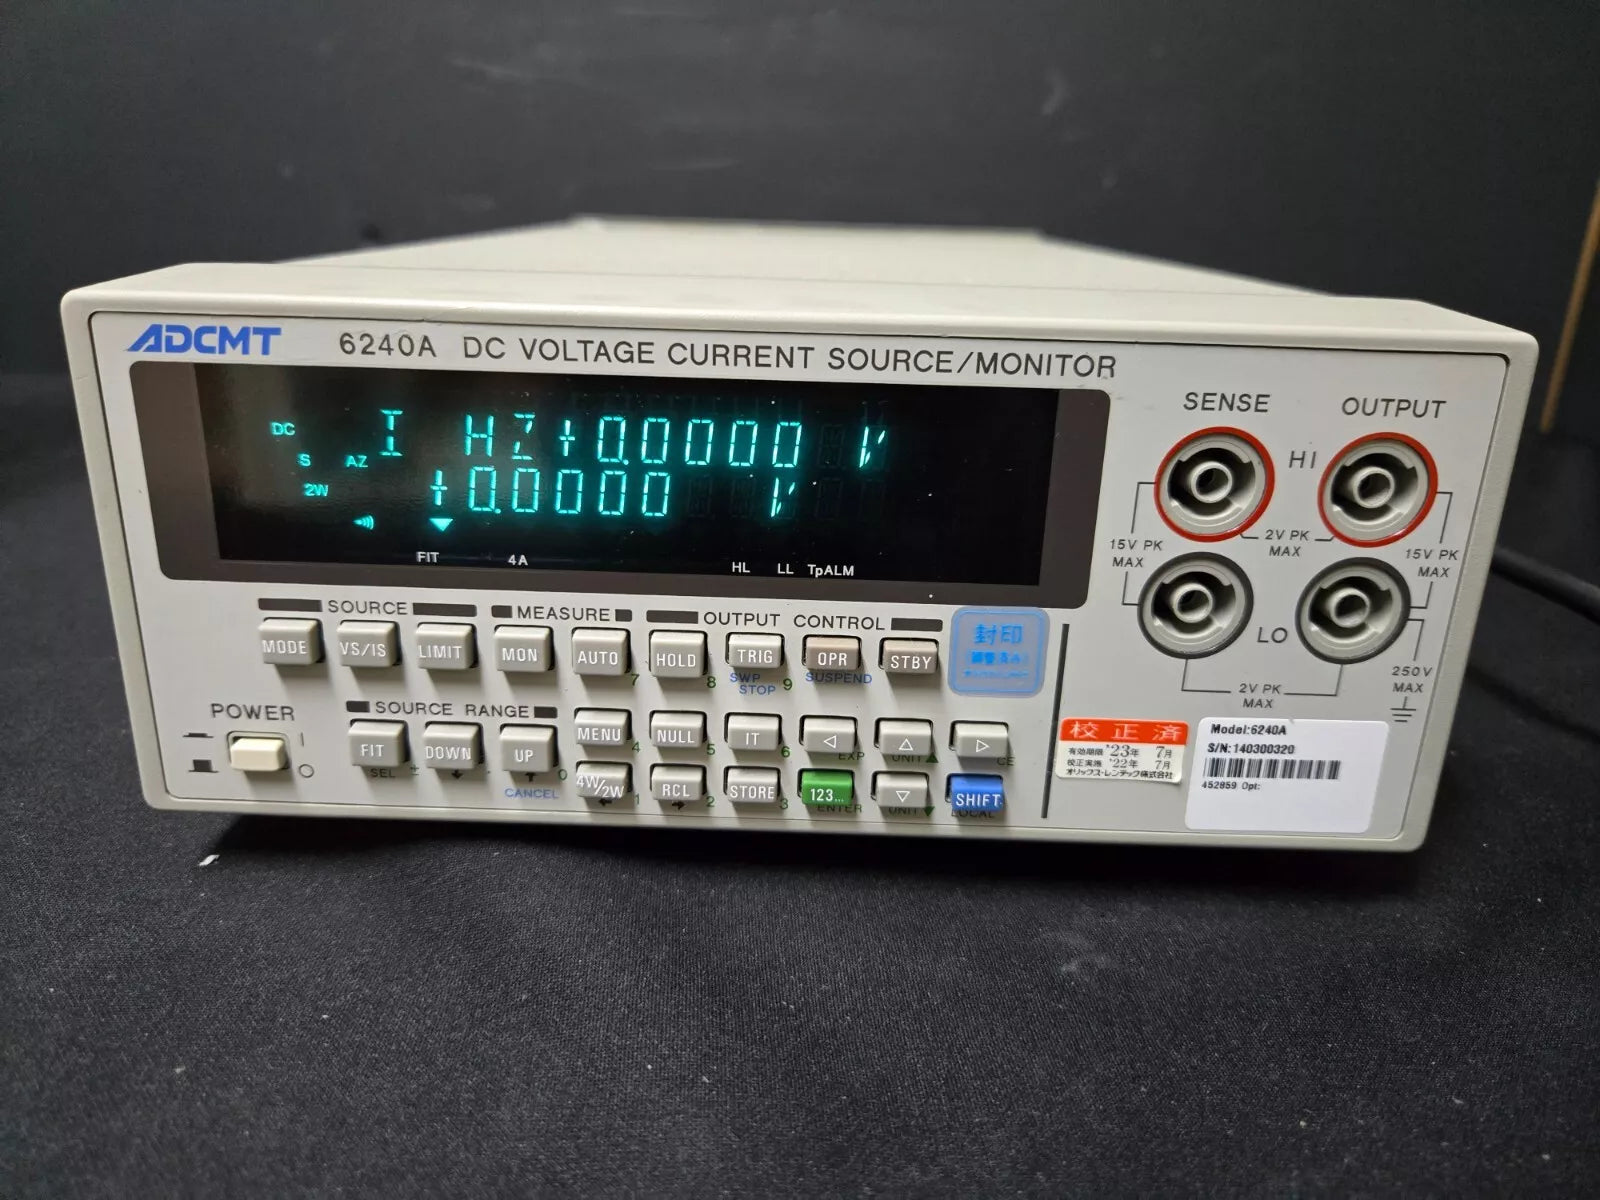 ADCMT 6240A DC VOLTAGE CURRENT SOURCE/MONITOR
DC I HZ+0.0000 V
S AZ
2W +0.0000 V
FIT 4A HL LL TpALM
SENSE OUTPUT
HI
2V PK MAX
15V PK MAX
15V PK MAX
LO
2V PK MAX
250V MAX
SOURCE MEASURE OUTPUT CONTROL
MODE VS/IS LIMIT MON AUTO HOLD TRIG OPR STBY
7 8 SWP STOP 9 SUSPEND
封印
POWER SOURCE RANGE
FIT DOWN UP MENU NULL IT ◁ △ ▷
SEL ± 0 4 5 6 EXP UNIT▲ CE
CANCEL
4W/2W RCL STORE 123... ▽ SHIFT
1 2 3 ENTER UNIT▼ LOCAL
校正済
有効期限 '23年 7月
校正実施 '22年 7月
オリックス・レンテック株式会社
Model:6240A
S/N:140300320
452859 Opt: